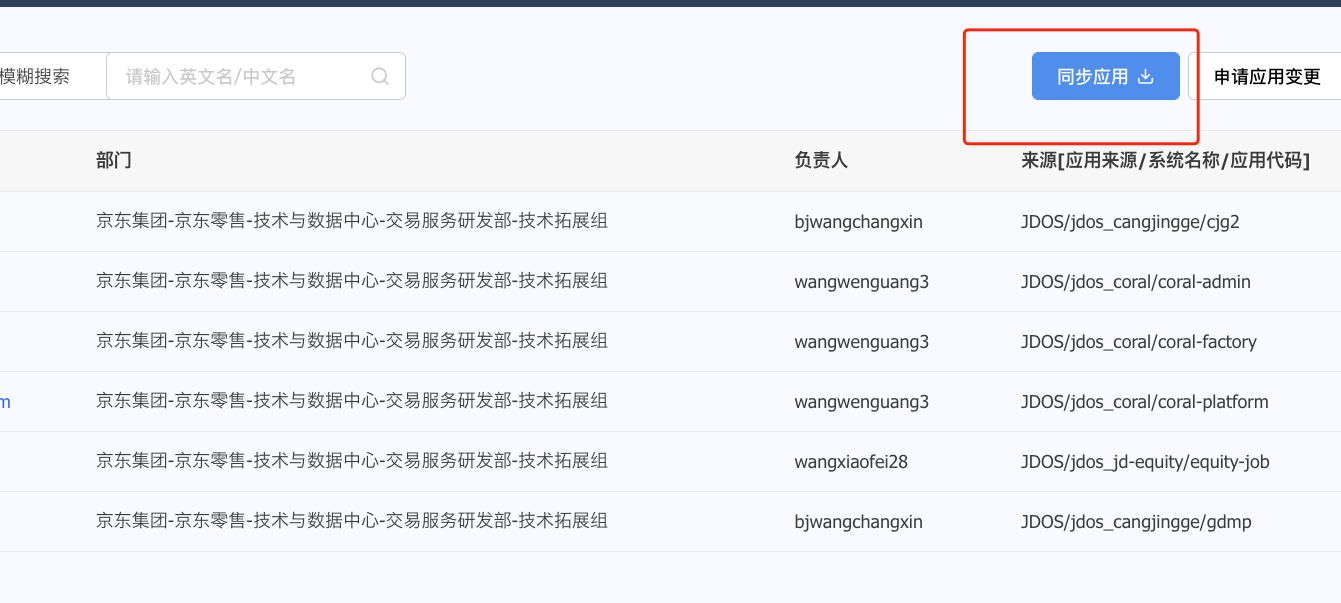 模糊搜索 请输入英文名/中文名 同步应用 申请应用变更
部门 负责人 来源[应用来源/系统名称/应用代码]
京东集团-京东零售-技术与数据中心-交易服务研发部-技术拓展组 bjwangchangxin JDOS/jdos_cangjingge/cjg2
京东集团-京东零售-技术与数据中心-交易服务研发部-技术拓展组 wangwenguang3 JDOS/jdos_coral/coral-admin
京东集团-京东零售-技术与数据中心-交易服务研发部-技术拓展组 wangwenguang3 JDOS/jdos_coral/coral-factory
m 京东集团-京东零售-技术与数据中心-交易服务研发部-技术拓展组 wangwenguang3 JDOS/jdos_coral/coral-platform
京东集团-京东零售-技术与数据中心-交易服务研发部-技术拓展组 wangxiaofei28 JDOS/jdos_jd-equity/equity-job
京东集团-京东零售-技术与数据中心-交易服务研发部-技术拓展组 bjwangchangxin JDOS/jdos_cangjingge/gdmp